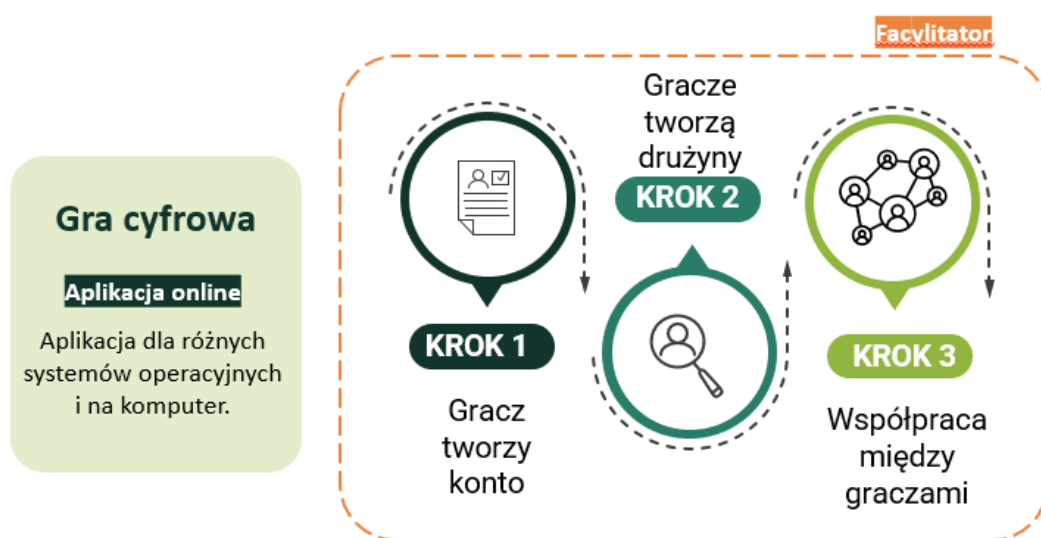 Facylitator
Gra cyfrowa
Aplikacja online
Aplikacja dla różnych
systemów operacyjnych
i na komputer.
KROK 1
Gracz
tworzy
konto
Gracze
tworzą
drużyny
KROK 2
KROK 3
Współpraca
między
graczami